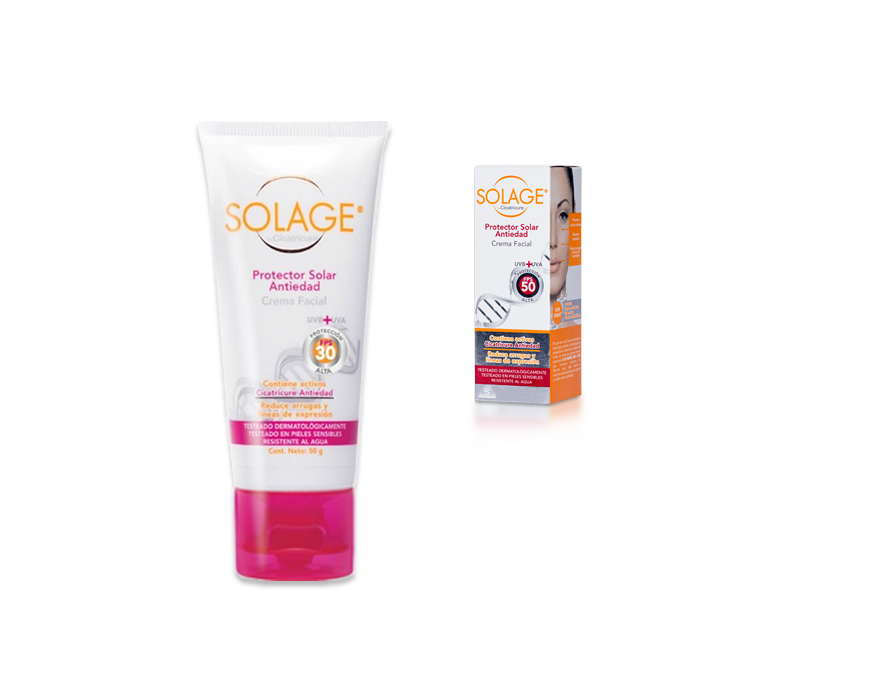 SOLAGE®
Cicatricure
Protector Solar
Antiedad
Crema Facial
UVB+UVA
PROTECCIÓN
FPS
30
ALTA
Contiene activos
Cicatricure Antiedad
Reduce arrugas y
líneas de expresión
TESTEADO DERMATOLÓGICAMENTE
TESTEADO EN PIELES SENSIBLES
RESISTENTE AL AGUA
Cont. Neto: 50 g
SOLAGE®
Cicatricure
Protector Solar
Antiedad
Crema Facial
UVB+UVA
PROTECCIÓN
FPS
50
ALTA
Contiene activos
Cicatricure Antiedad
Reduce arrugas y
líneas de expresión
TESTEADO DERMATOLÓGICAMENTE
TESTEADO EN PIELES SENSIBLES
RESISTENTE AL AGUA